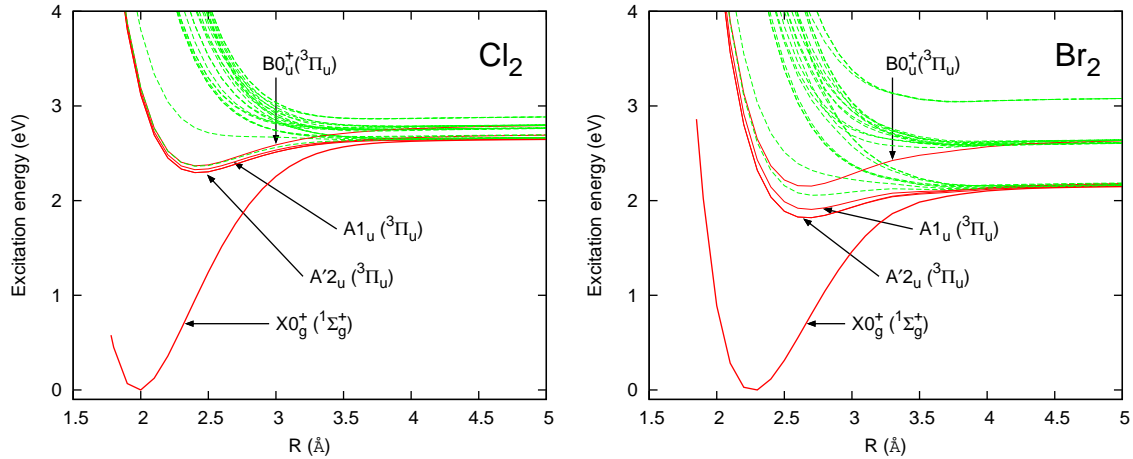 4
3
2
1
0
Excitation energy (eV)
1.5 2 2.5 3 3.5 4 4.5 5
R (Å)
Cl₂
B0u⁺(³Πu)
A1u (³Πu)
A′2u (³Πu)
X0g⁺ (¹Σg⁺)
4
3
2
1
0
Excitation energy (eV)
1.5 2 2.5 3 3.5 4 4.5 5
R (Å)
Br₂
B0u⁺(³Πu)
A1u (³Πu)
A′2u (³Πu)
X0g⁺ (¹Σg⁺)